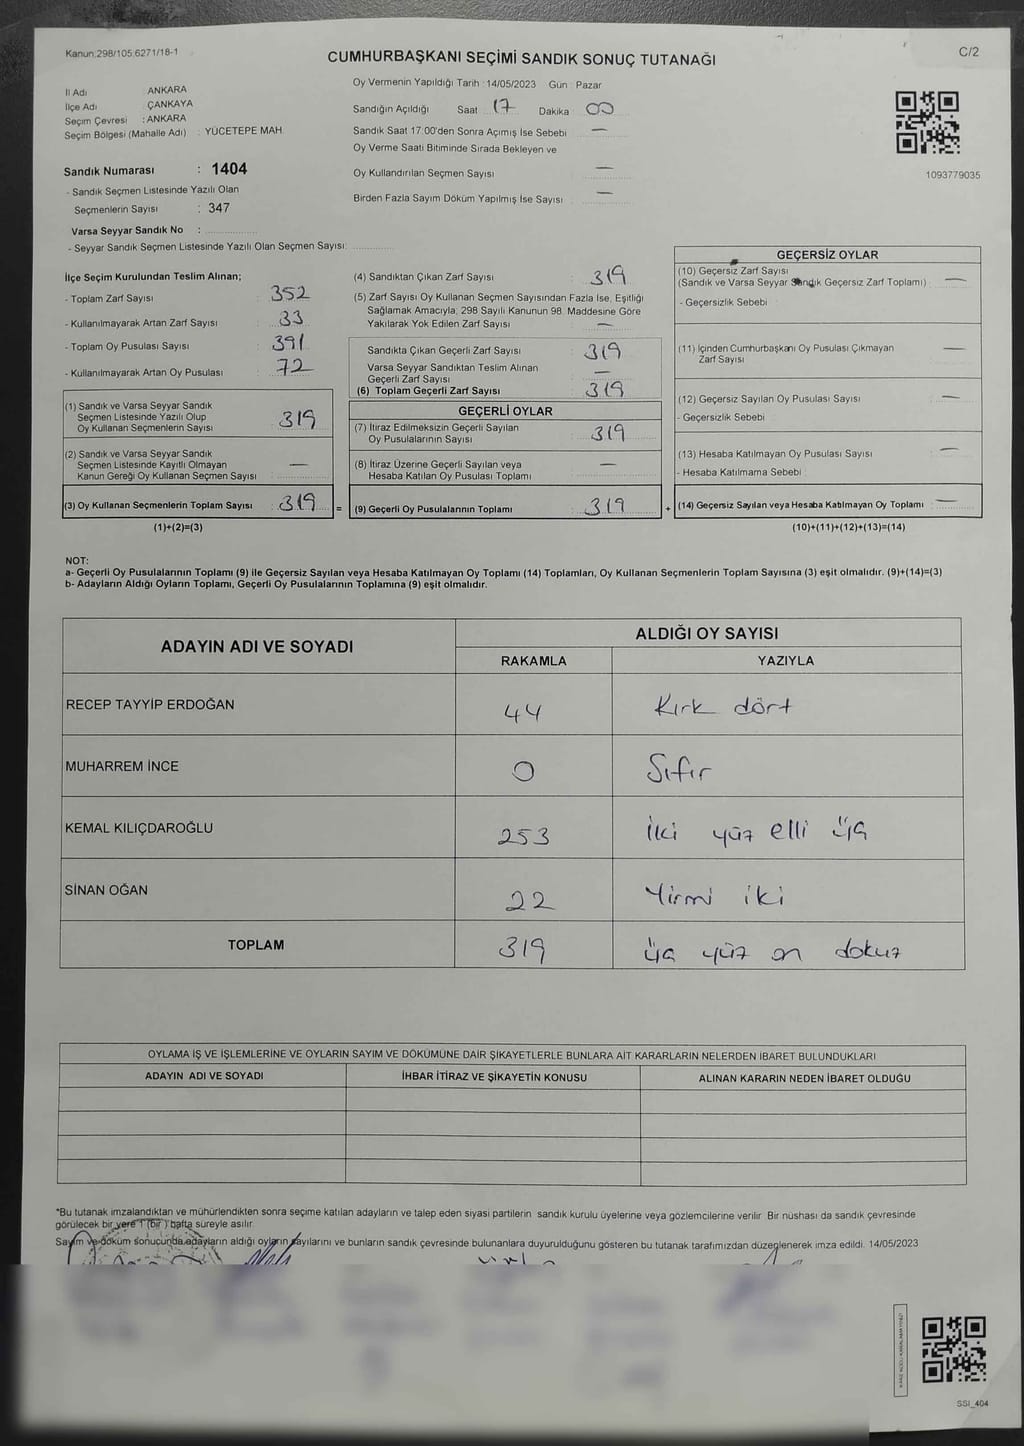 Kanun:298/105;6271/18-1
C/2
CUMHURBAŞKANI SEÇİMİ SANDIK SONUÇ TUTANAĞI
İl Adı : ANKARA
İlçe Adı : ÇANKAYA
Seçim Çevresi : ANKARA
Seçim Bölgesi (Mahalle Adı) : YÜCETEPE MAH.
Sandık Numarası : 1404
- Sandık Seçmen Listesinde Yazılı Olan
Seçmenlerin Sayısı : 347
Varsa Seyyar Sandık No :
- Seyyar Sandık Seçmen Listesinde Yazılı Olan Seçmen Sayısı:
Oy Vermenin Yapıldığı Tarih : 14/05/2023 Gün : Pazar
Sandığın Açıldığı Saat 17 Dakika 00
Sandık Saat 17:00'den Sonra Açımış İse Sebebi —
Oy Verme Saati Bitiminde Sırada Bekleyen ve
Oy Kullandırılan Seçmen Sayısı —
Birden Fazla Sayım Döküm Yapılmış İse Sayısı : —
1093779035
İlçe Seçim Kurulundan Teslim Alınan;
- Toplam Zarf Sayısı : 352
- Kullanılmayarak Artan Zarf Sayısı : 33
- Toplam Oy Pusulası Sayısı : 391
- Kullanılmayarak Artan Oy Pusulası : 72
(1) Sandık ve Varsa Seyyar Sandık
Seçmen Listesinde Yazılı Olup
Oy Kullanan Seçmenlerin Sayısı : 319
(2) Sandık ve Varsa Seyyar Sandık
Seçmen Listesinde Kayıtlı Olmayan
Kanun Gereği Oy Kullanan Seçmen Sayısı : —
(3) Oy Kullanan Seçmenlerin Toplam Sayısı : 319
(1)+(2)=(3)
(4) Sandıktan Çıkan Zarf Sayısı : 319
(5) Zarf Sayısı Oy Kullanan Seçmen Sayısından Fazla İse, Eşitliği
Sağlamak Amacıyla; 298 Sayılı Kanunun 98. Maddesine Göre
Yakılarak Yok Edilen Zarf Sayısı : —
Sandıkta Çıkan Geçerli Zarf Sayısı : 319
Varsa Seyyar Sandıktan Teslim Alınan
Geçerli Zarf Sayısı : —
(6) Toplam Geçerli Zarf Sayısı : 319
GEÇERLİ OYLAR
(7) İtiraz Edilmeksizin Geçerli Sayılan
Oy Pusulalarının Sayısı : 319
(8) İtiraz Üzerine Geçerli Sayılan veya
Hesaba Katılan Oy Pusulası Toplamı : —
= (9) Geçerli Oy Pusulalarının Toplamı : 319
GEÇERSİZ OYLAR
(10) Geçersiz Zarf Sayısı
(Sandık ve Varsa Seyyar Sandık Geçersiz Zarf Toplamı) : —
- Geçersizlik Sebebi :
(11) İçinden Cumhurbaşkanı Oy Pusulası Çıkmayan
Zarf Sayısı —
(12) Geçersiz Sayılan Oy Pusulası Sayısı : —
- Geçersizlik Sebebi :
(13) Hesaba Katılmayan Oy Pusulası Sayısı : —
- Hesaba Katılmama Sebebi :
+ (14) Geçersiz Sayılan veya Hesaba Katılmayan Oy Toplamı : —
(10)+(11)+(12)+(13)=(14)
NOT:
a- Geçerli Oy Pusulalarının Toplamı (9) ile Geçersiz Sayılan veya Hesaba Katılmayan Oy Toplamı (14) Toplamları, Oy Kullanan Seçmenlerin Toplam Sayısına (3) eşit olmalıdır. (9)+(14)=(3)
b- Adayların Aldığı Oyların Toplamı, Geçerli Oy Pusulalarının Toplamına (9) eşit olmalıdır.
ADAYIN ADI VE SOYADI
ALDIĞI OY SAYISI
RAKAMLA YAZIYLA
RECEP TAYYİP ERDOĞAN 44 Kırk dört
MUHARREM İNCE 0 Sıfır
KEMAL KILIÇDAROĞLU 253 iki yüz elli üç
SİNAN OĞAN 22 Yirmi iki
TOPLAM 319 üç yüz on dokuz
OYLAMA İŞ VE İŞLEMLERİNE VE OYLARIN SAYIM VE DÖKÜMÜNE DAİR ŞİKAYETLERLE BUNLARA AİT KARARLARIN NELERDEN İBARET BULUNDUKLARI
ADAYIN ADI VE SOYADI İHBAR İTİRAZ VE ŞİKAYETİN KONUSU ALINAN KARARIN NEDEN İBARET OLDUĞU
*Bu tutanak imzalandıktan ve mühürlendikten sonra seçime katılan adayların ve talep eden siyasi partilerin sandık kurulu üyelerine veya gözlemcilerine verilir. Bir nüshası da sandık çevresinde
görülecek bir yere 1 (bir) hafta süreyle asılır.
Sayım ve döküm sonucunda adayların aldığı oyların sayılarını ve bunların sandık çevresinde bulunanlara duyurulduğunu gösteren bu tutanak tarafımızdan düzenlenerek imza edildi. 14/05/2023
SSI_404